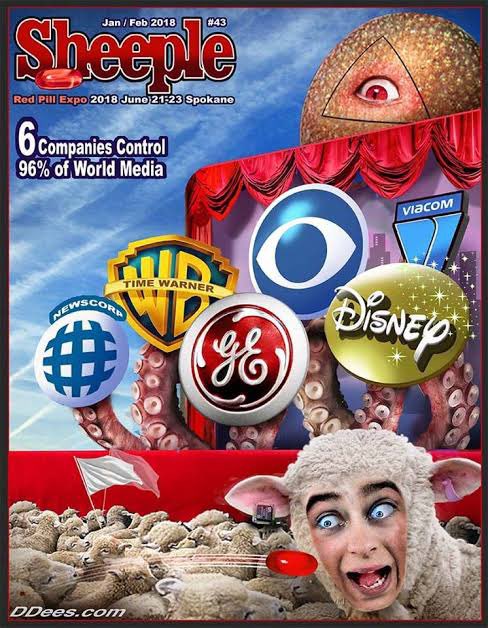 Jan / Feb 2018 #43
Sheeple
Red Pill Expo 2018 June 21-23 Spokane
6 Companies Control
96% of World Media
VIACOM
WB
TIME WARNER
NEWSCORP
GE
DISNEY
DDees.com